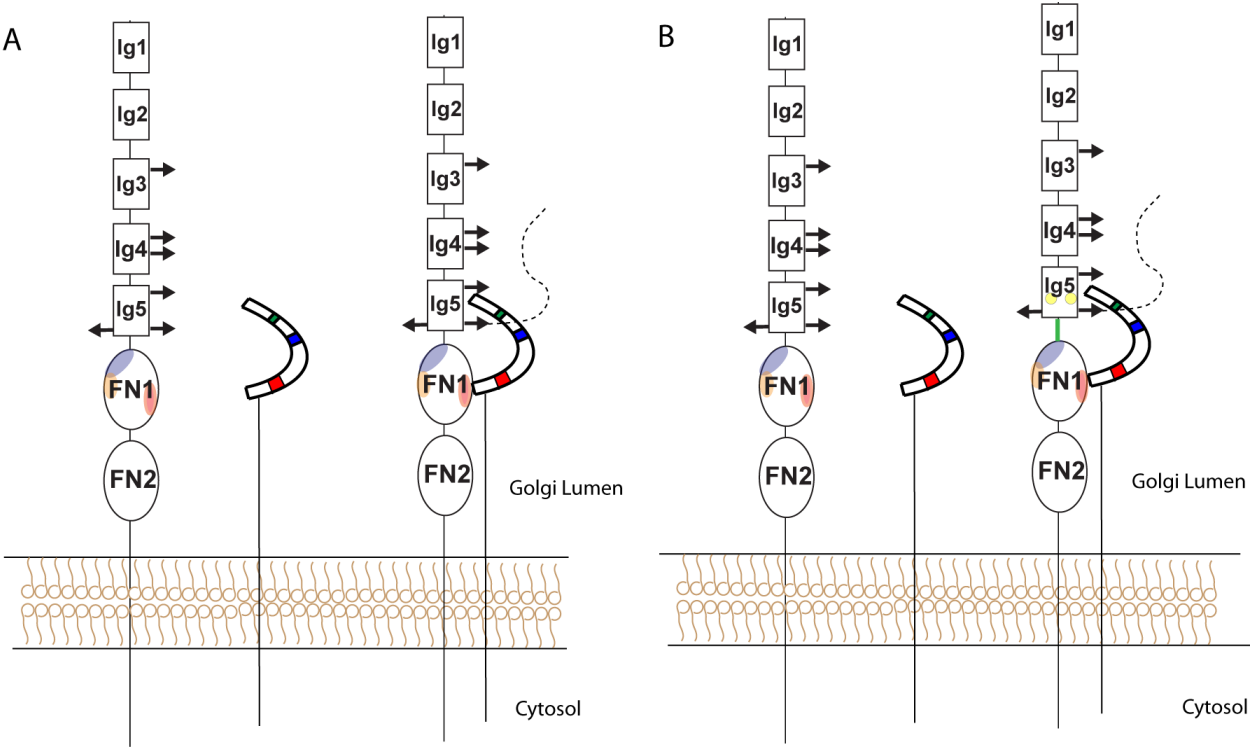 A
Ig1
Ig2
Ig3
Ig4
Ig5
FN1
FN2
Ig1
Ig2
Ig3
Ig4
Ig5
FN1
FN2
Golgi Lumen
Cytosol
B
Ig1
Ig2
Ig3
Ig4
Ig5
FN1
FN2
Ig1
Ig2
Ig3
Ig4
Ig5
FN1
FN2
Golgi Lumen
Cytosol